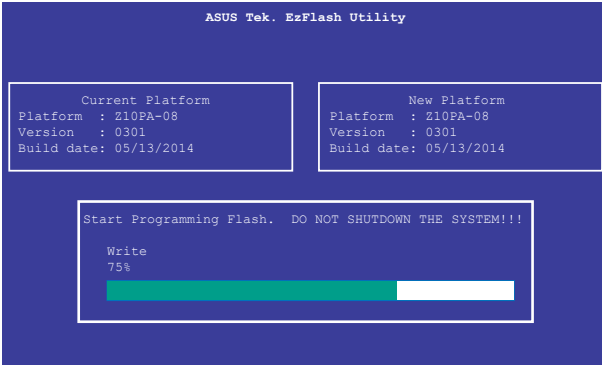 ASUS Tek. EzFlash Utility
Current Platform
Platform : Z10PA-08
Version : 0301
Build date: 05/13/2014
New Platform
Platform : Z10PA-08
Version : 0301
Build date: 05/13/2014
Start Programming Flash. DO NOT SHUTDOWN THE SYSTEM!!!
Write
75%